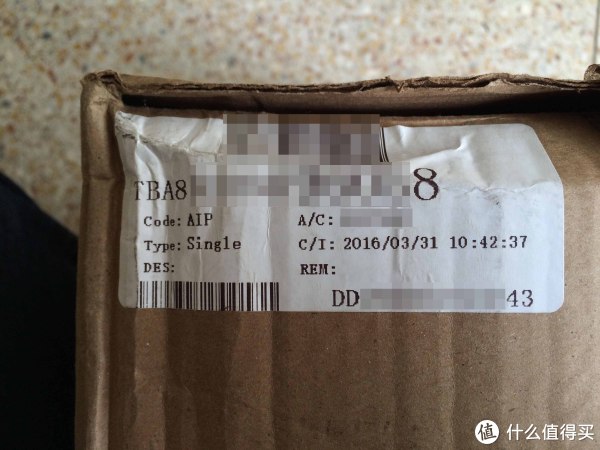 TBA8 8
Code: AIP A/C:
Type: Single C/I: 2016/03/31 10:42:37
DES: REM:
DD 43
值 什么值得买